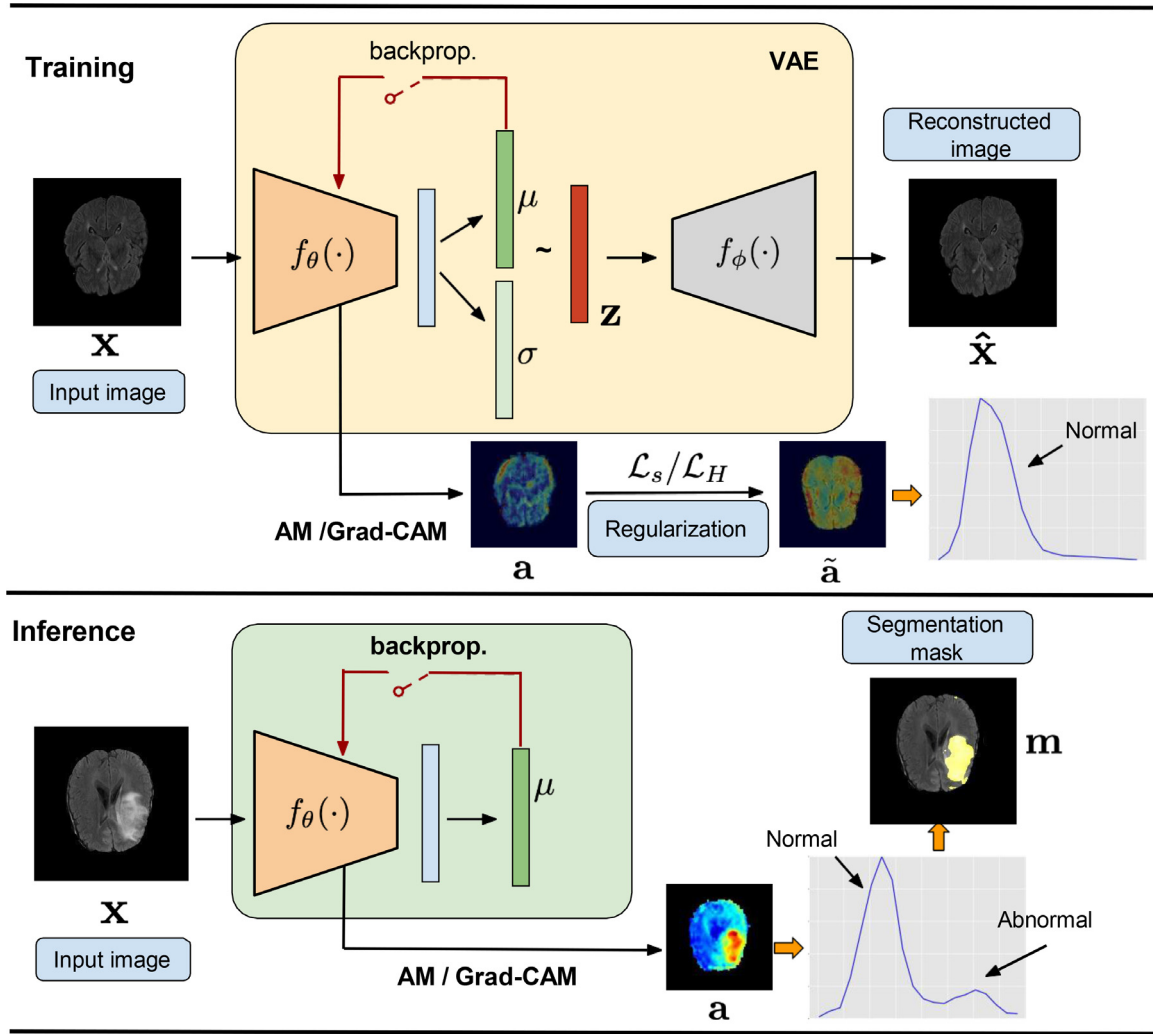 Training
backprop.
VAE
Reconstructed
image
f_θ(·)
μ
~
f_ϕ(·)
z
σ
x
Input image
x̂
Normal
AM /Grad-CAM
ℒ_s/ℒ_H
Regularization
a
ã
Inference
backprop.
Segmentation
mask
m
f_θ(·)
μ
x
Input image
Normal
Abnormal
AM / Grad-CAM
a